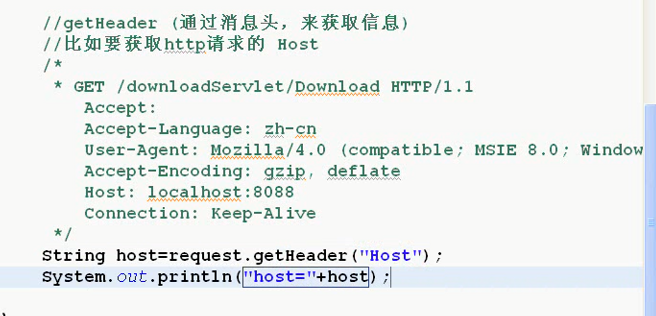 //getHeader (通过消息头，来获取信息)
//比如要获取http请求的 Host
/*
* GET /downloadServlet/Download HTTP/1.1
Accept:
Accept-Language: zh-cn
User-Agent: Mozilla/4.0 (compatible; MSIE 8.0; Window
Accept-Encoding: gzip, deflate
Host: localhost:8088
Connection: Keep-Alive
*/
String host=request.getHeader("Host");
System.out.println("host="+host);